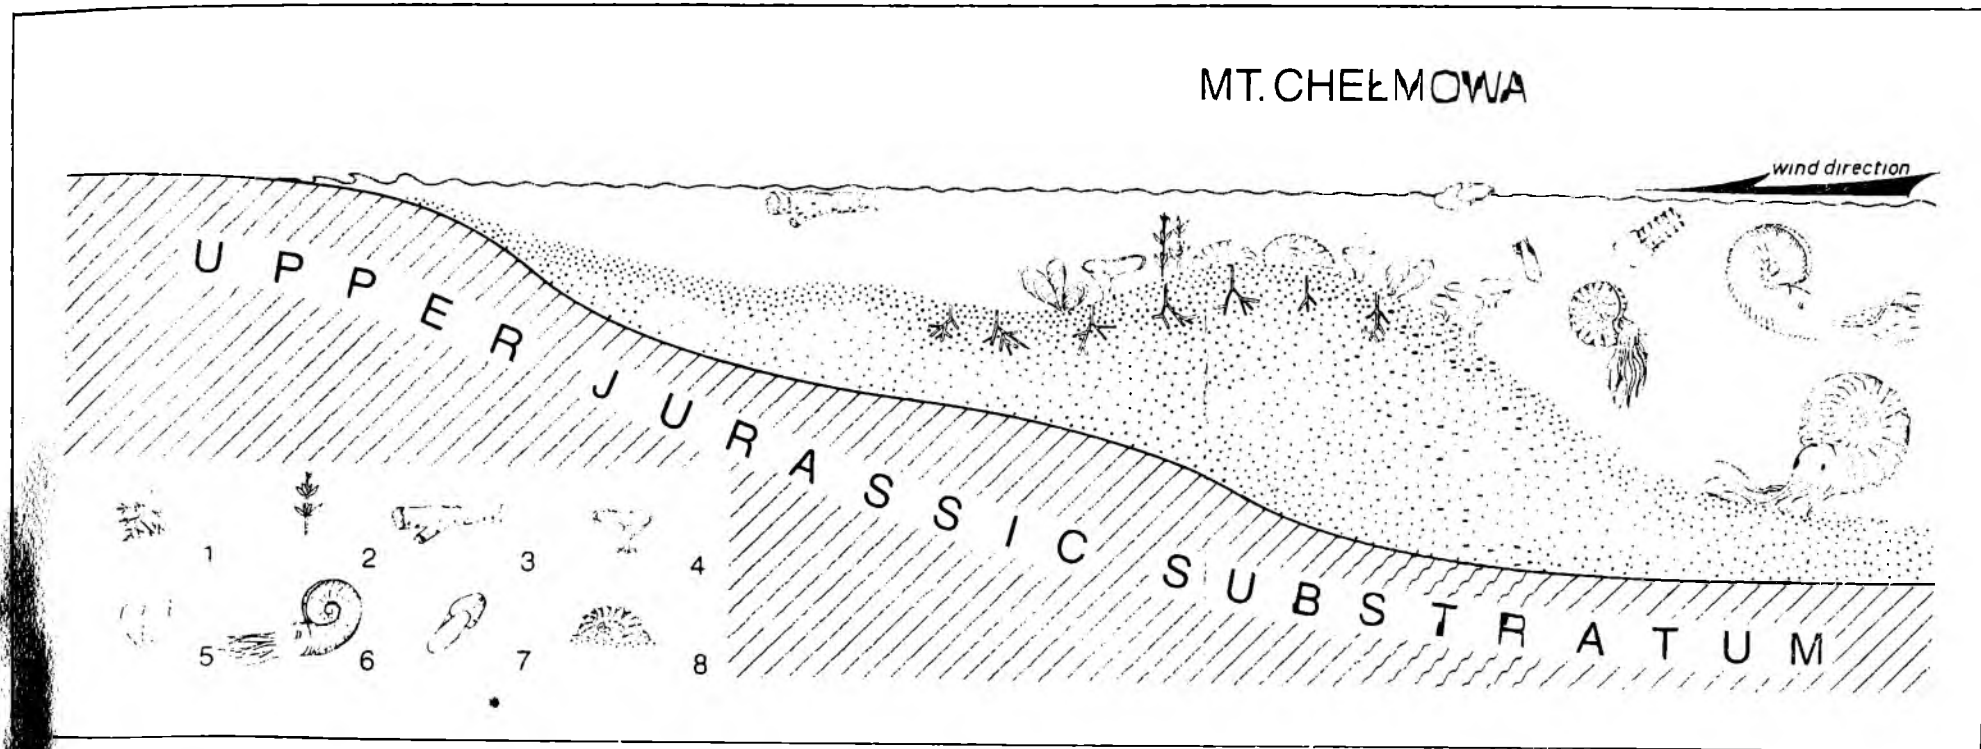 MT. CHEŁMOWA
wind direction
UPPER JURASSIC SUBSTRATUM
1 2 3 4
5 6 7 8